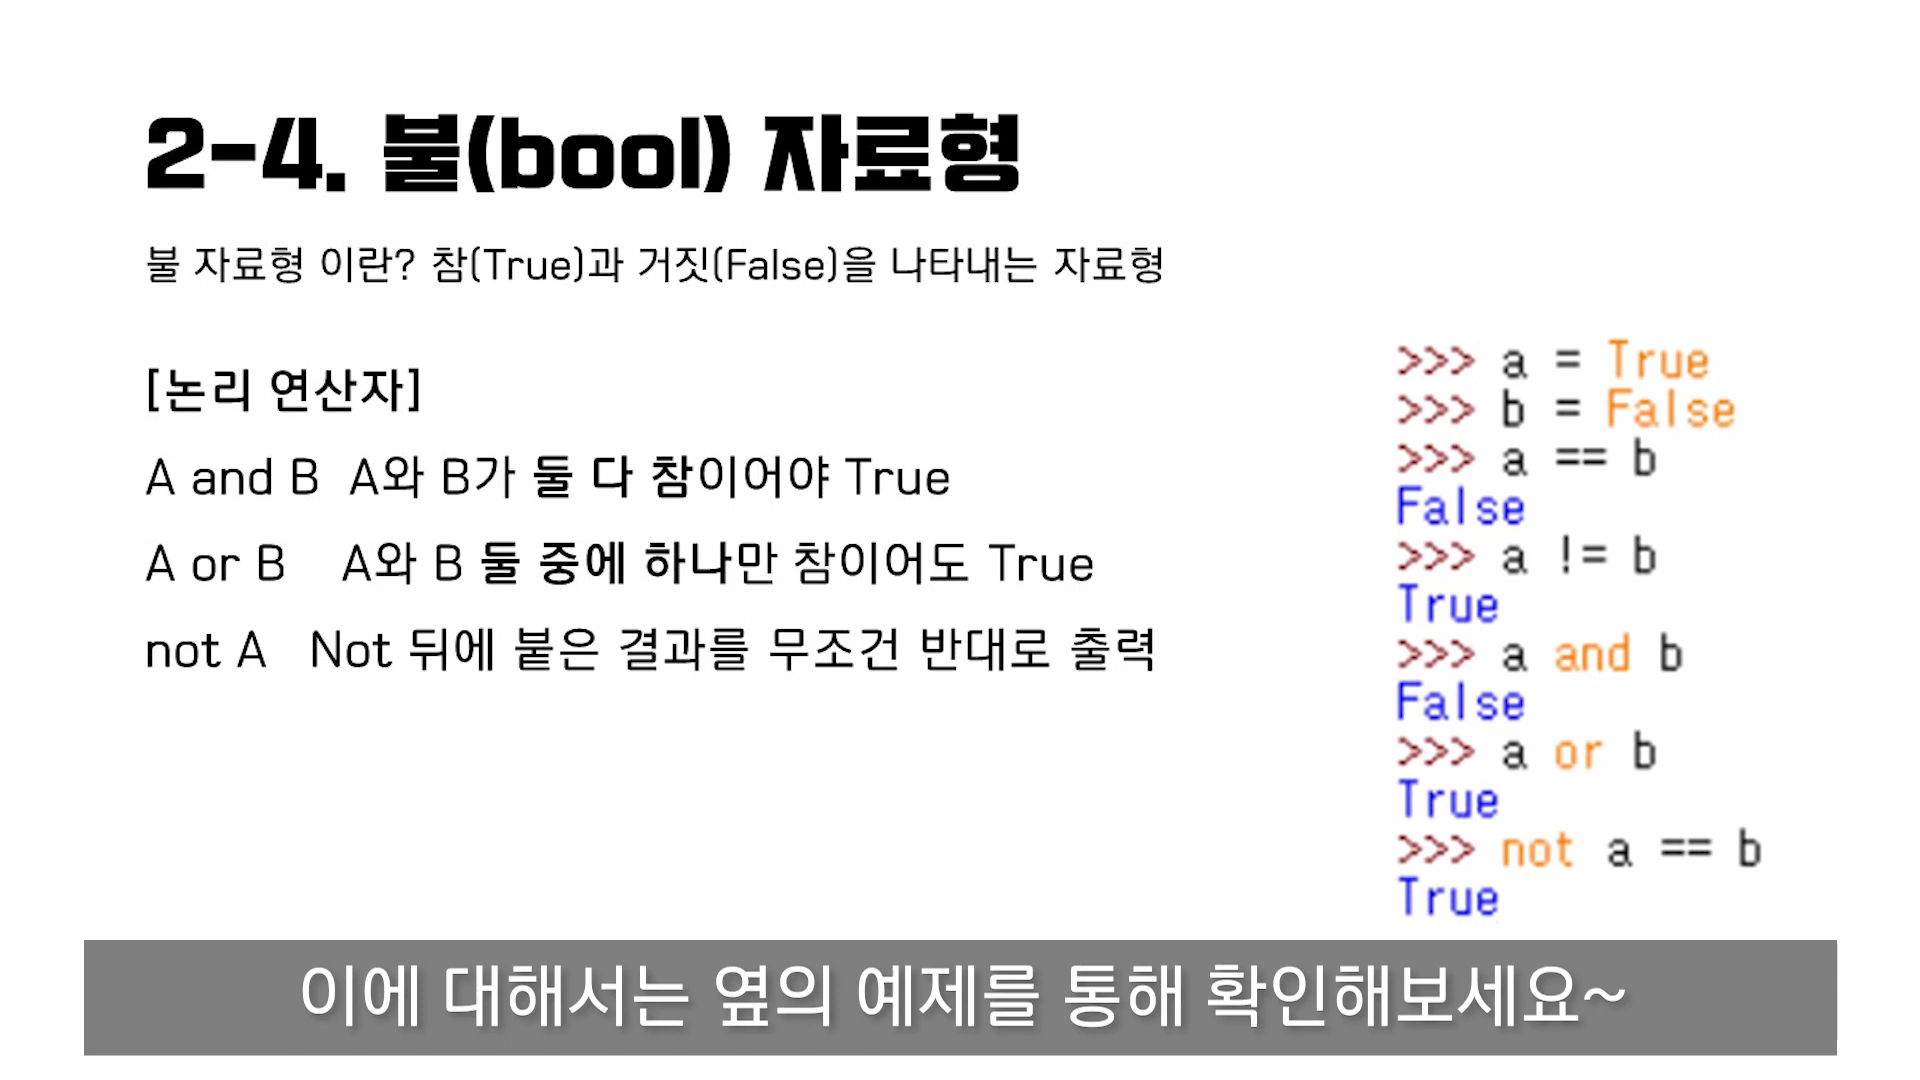 2-4. 불(bool) 자료형
불 자료형 이란? 참(True)과 거짓(False)을 나타내는 자료형
[논리 연산자]
A and B A와 B가 둘 다 참이어야 True
A or B A와 B 둘 중에 하나만 참이어도 True
not A Not 뒤에 붙은 결과를 무조건 반대로 출력
>>> a = True
>>> b = False
>>> a == b
False
>>> a != b
True
>>> a and b
False
>>> a or b
True
>>> not a == b
True
이에 대해서는 옆의 예제를 통해 확인해보세요~